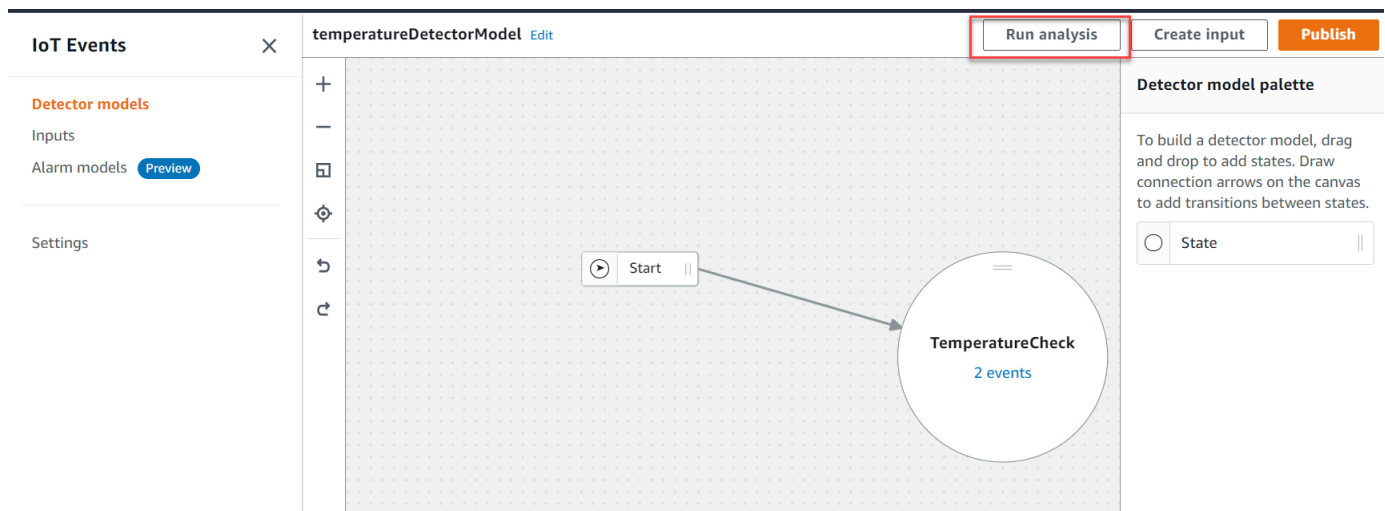 IoT Events
temperatureDetectorModel Edit
Run analysis
Create input
Publish
Detector models
Inputs
Alarm models Preview
Settings
Start
TemperatureCheck
2 events
Detector model palette
To build a detector model, drag
and drop to add states. Draw
connection arrows on the canvas
to add transitions between states.
State